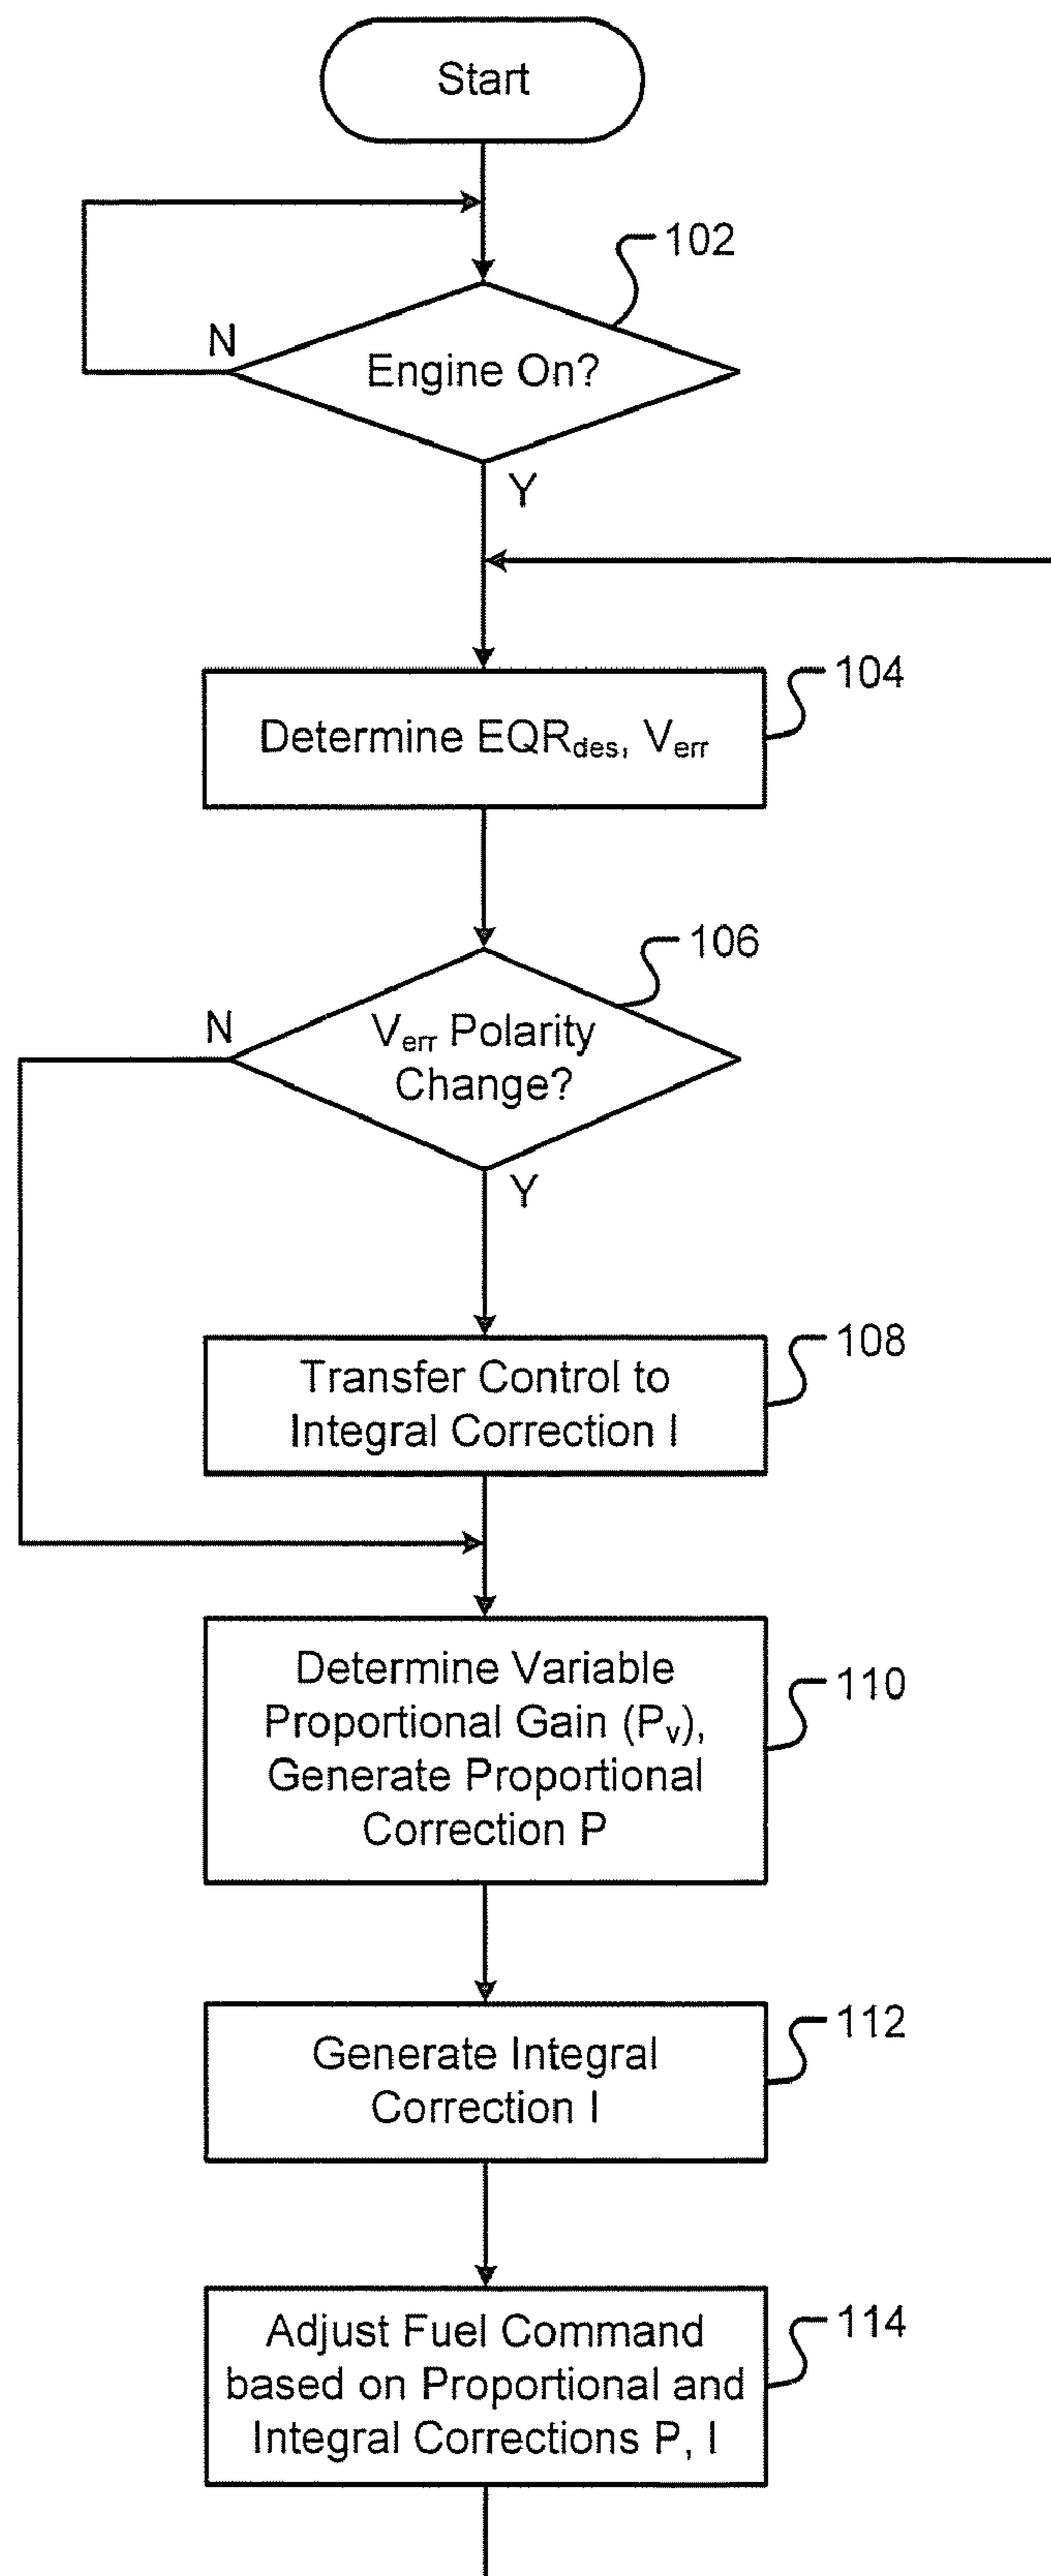 Start
102
N
Engine On?
Y
104
Determine EQRdes, Verr
106
N
Verr Polarity
Change?
Y
108
Transfer Control to
Integral Correction I
110
Determine Variable
Proportional Gain (Pv),
Generate Proportional
Correction P
112
Generate Integral
Correction I
114
Adjust Fuel Command
based on Proportional and
Integral Corrections P, I